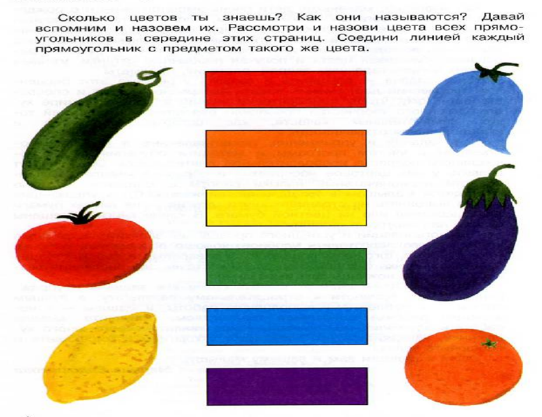 Сколько цветов ты знаешь? Как они называются? Давай
вспомним и назовем их. Рассмотри и назови цвета всех прямо-
угольников в середине этих страниц. Соедини линией каждый
прямоугольник с предметом такого же цвета.